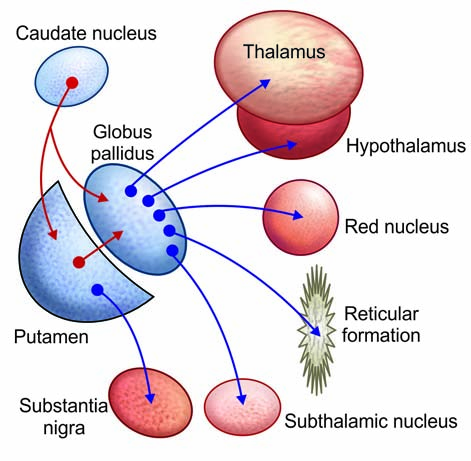 Caudate nucleus
Thalamus
Globus
pallidus
Hypothalamus
Red nucleus
Reticular
formation
Putamen
Substantia
nigra
Subthalamic nucleus